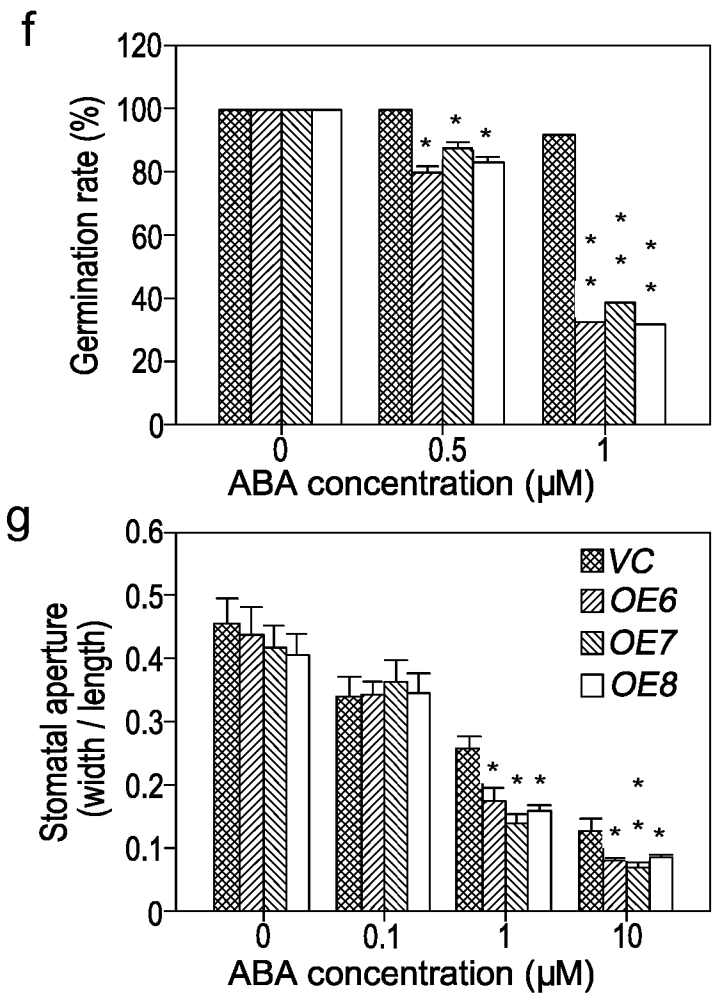 f
Germination rate (%)
120
100
80
60
40
20
0
* * *
* * *
* * *
0 0.5 1
ABA concentration (µM)
g
Stomatal aperture
(width / length)
0.6
0.5
0.4
0.3
0.2
0.1
0
VC
OE6
OE7
OE8
* * *
*
* * *
0 0.1 1 10
ABA concentration (µM)